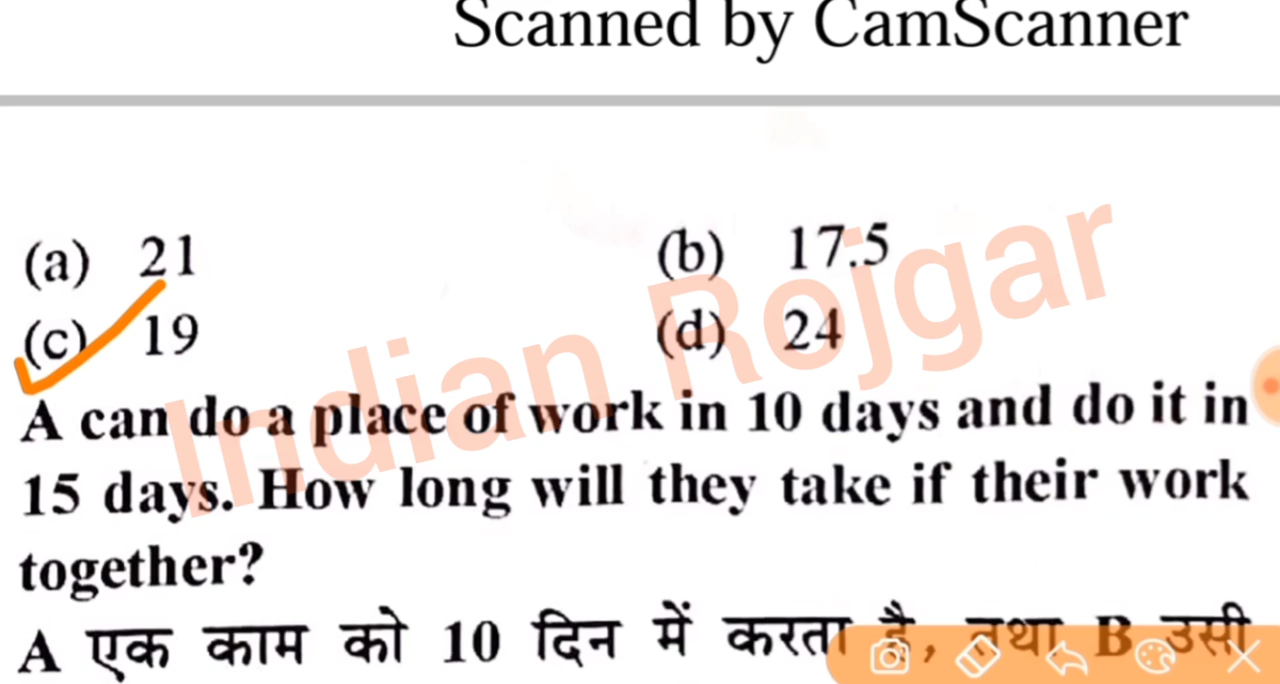 Scanned by CamScanner
(a) 21 (b) 17.5
(c) 19 (d) 24
Indian Rojgar
A can do a place of work in 10 days and do it in
15 days. How long will they take if their work
together?
A एक काम को 10 दिन में करता है, तथा B उसी